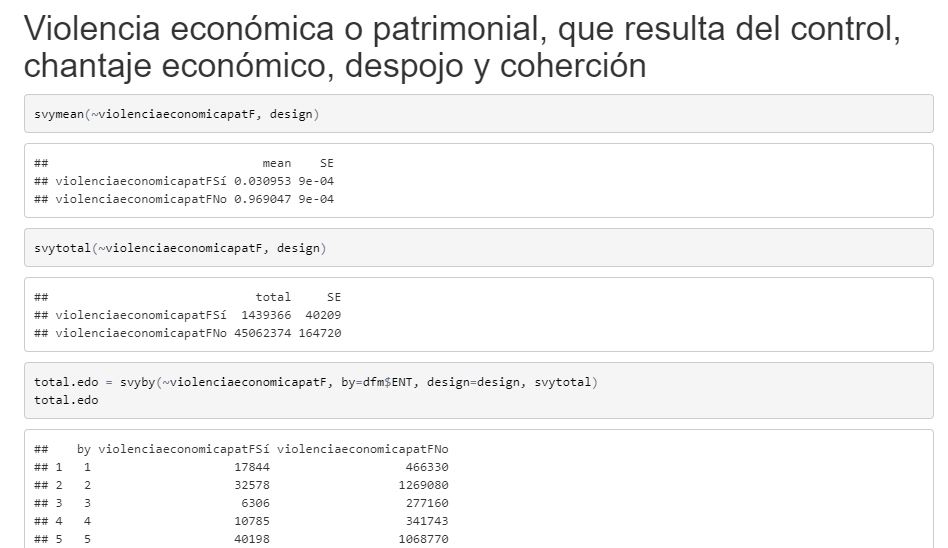 Violencia económica o patrimonial, que resulta del control,
chantaje económico, despojo y coherción
svymean(~violenciaeconomicapatF, design)
## mean SE
## violenciaeconomicapatFSí 0.030953 9e-04
## violenciaeconomicapatFNo 0.969047 9e-04
svytotal(~violenciaeconomicapatF, design)
## total SE
## violenciaeconomicapatFSí 1439366 40209
## violenciaeconomicapatFNo 45062374 164720
total.edo = svyby(~violenciaeconomicapatF, by=dfm$ENT, design=design, svytotal)
total.edo
## by violenciaeconomicapatFSí violenciaeconomicapatFNo
## 1 1 17844 466330
## 2 2 32578 1269080
## 3 3 6306 277160
## 4 4 10785 341743
## 5 5 40198 1068770